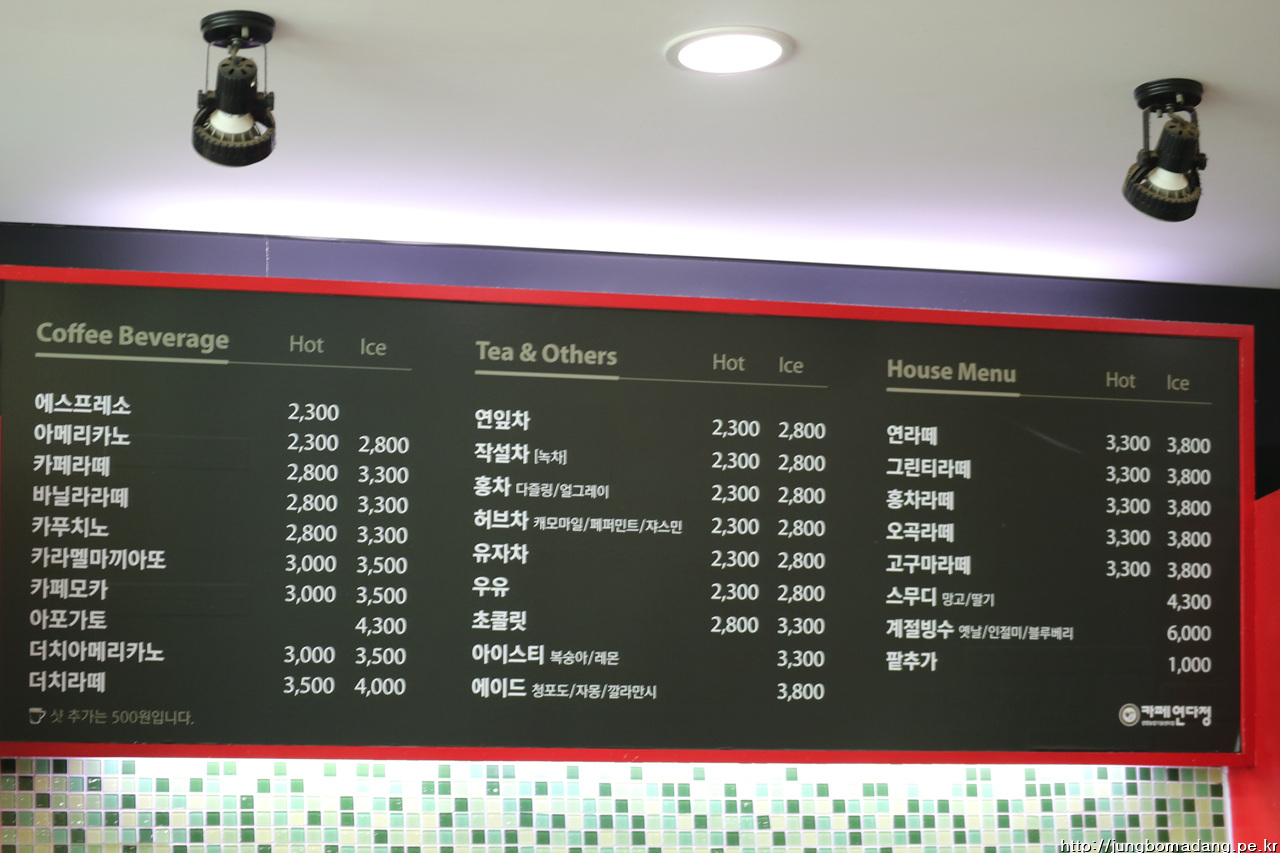 Coffee Beverage Hot Ice
에스프레소 2,300
아메리카노 2,300 2,800
카페라떼 2,800 3,300
바닐라라떼 2,800 3,300
카푸치노 2,800 3,300
카라멜마끼아또 3,000 3,500
카페모카 3,000 3,500
아포가토 4,300
더치아메리카노 3,000 3,500
더치라떼 3,500 4,000
샷 추가는 500원입니다.
Tea & Others Hot Ice
연잎차 2,300 2,800
작설차 [녹차] 2,300 2,800
홍차 다즐링/얼그레이 2,300 2,800
허브차 캐모마일/페퍼민트/쟈스민 2,300 2,800
유자차 2,300 2,800
우유 2,300 2,800
초콜릿 2,800 3,300
아이스티 복숭아/레몬 3,300
에이드 청포도/자몽/깔라만시 3,800
House Menu Hot Ice
연라떼 3,300 3,800
그린티라떼 3,300 3,800
홍차라떼 3,300 3,800
오곡라떼 3,300 3,800
고구마라떼 3,300 3,800
스무디 망고/딸기 4,300
계절빙수 옛날/인절미/블루베리 6,000
팥추가 1,000
카페연다정
http://jungbomadang.pe.kr